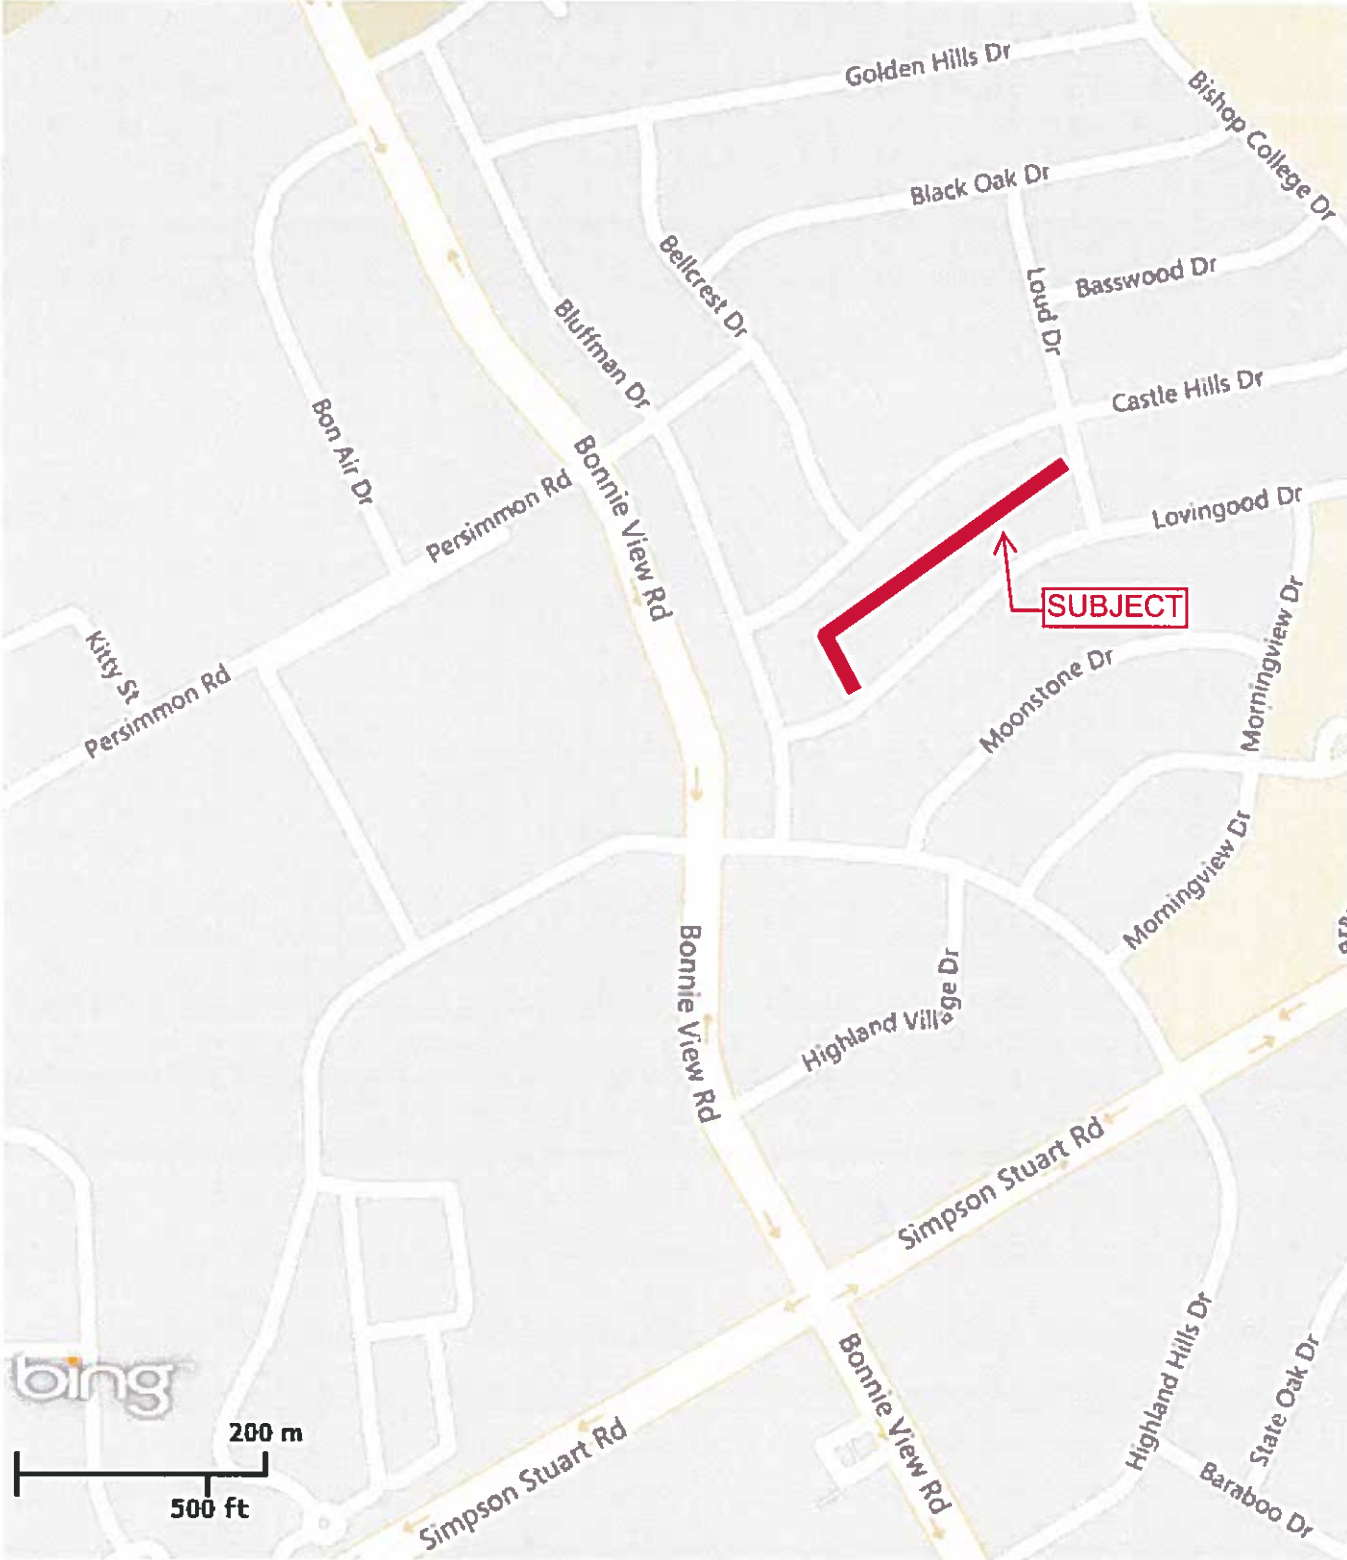 Golden Hills Dr
Bishop College Dr
Black Oak Dr
Bellcrest Dr
Basswood Dr
Loud Dr
Bluffman Dr
Castle Hills Dr
Bon Air Dr
Bonnie View Rd
Persimmon Rd
Lovingood Dr
SUBJECT
Morningview Dr
Kitty St
Moonstone Dr
Persimmon Rd
Morningview Dr
Bonnie View Rd
Highland Village Dr
Simpson Stuart Rd
Highland Hills Dr
Bonnie View Rd
State Oak Dr
bing
200 m
500 ft
Simpson Stuart Rd
Baraboo Dr